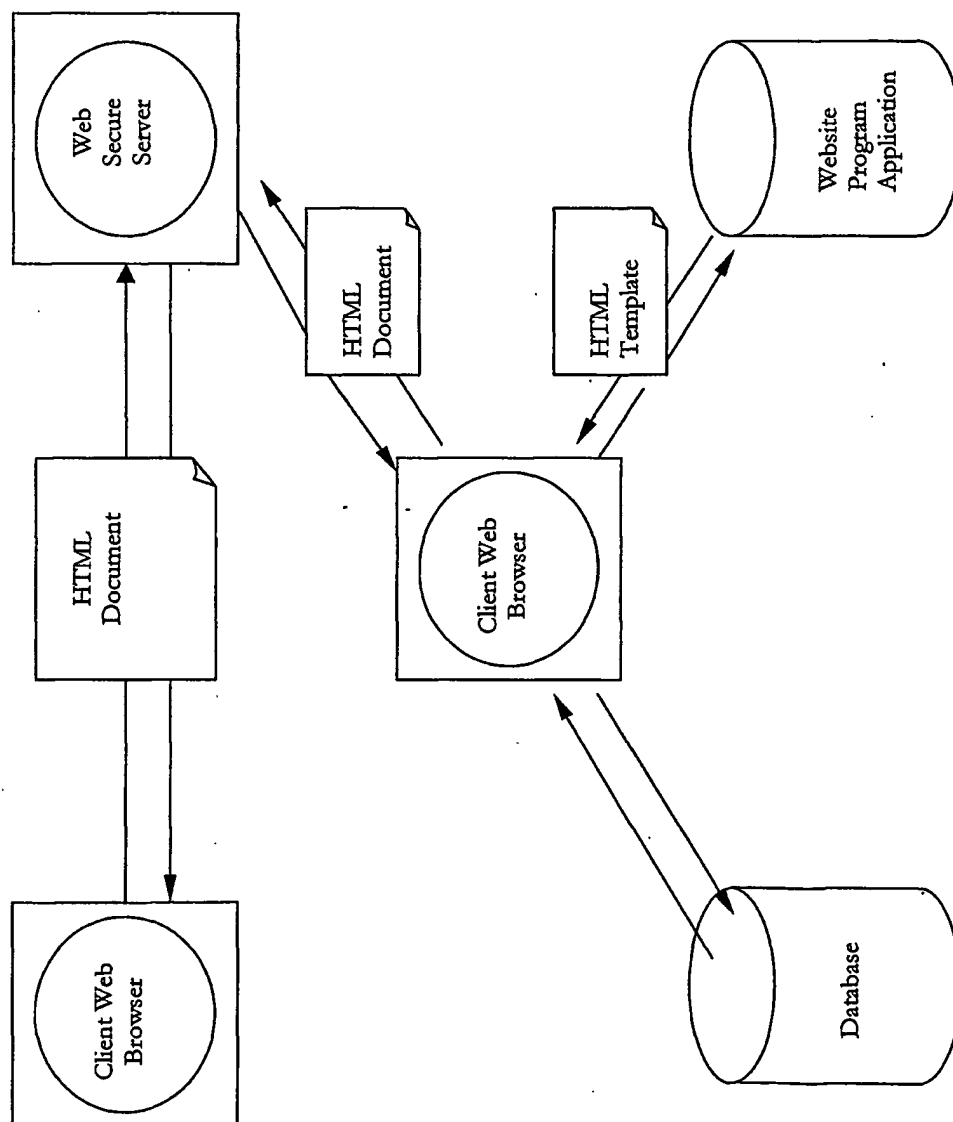 Client Web
Browser
HTML
Document
Web
Secure
Server
HTML
Document
Client Web
Browser
HTML
Template
Database
Website
Program
Application